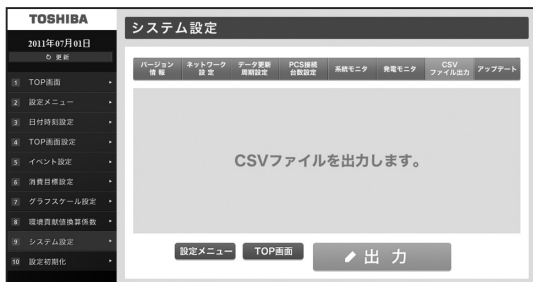 TOSHIBA
2011年07月01日
更新
1 TOP画面
2 設定メニュー
3 日付時刻設定
4 TOP画面設定
5 イベント設定
6 消費目標設定
7 グラフスケール設定
8 環境貢献値換算係数
9 システム設定
10 設定初期化
システム設定
バージョン情報
ネットワーク設定
データ更新周期設定
PCS接続台数設定
系統モニタ
発電モニタ
CSVファイル出力
アップデート
CSVファイルを出力します。
設定メニュー
TOP画面
出力